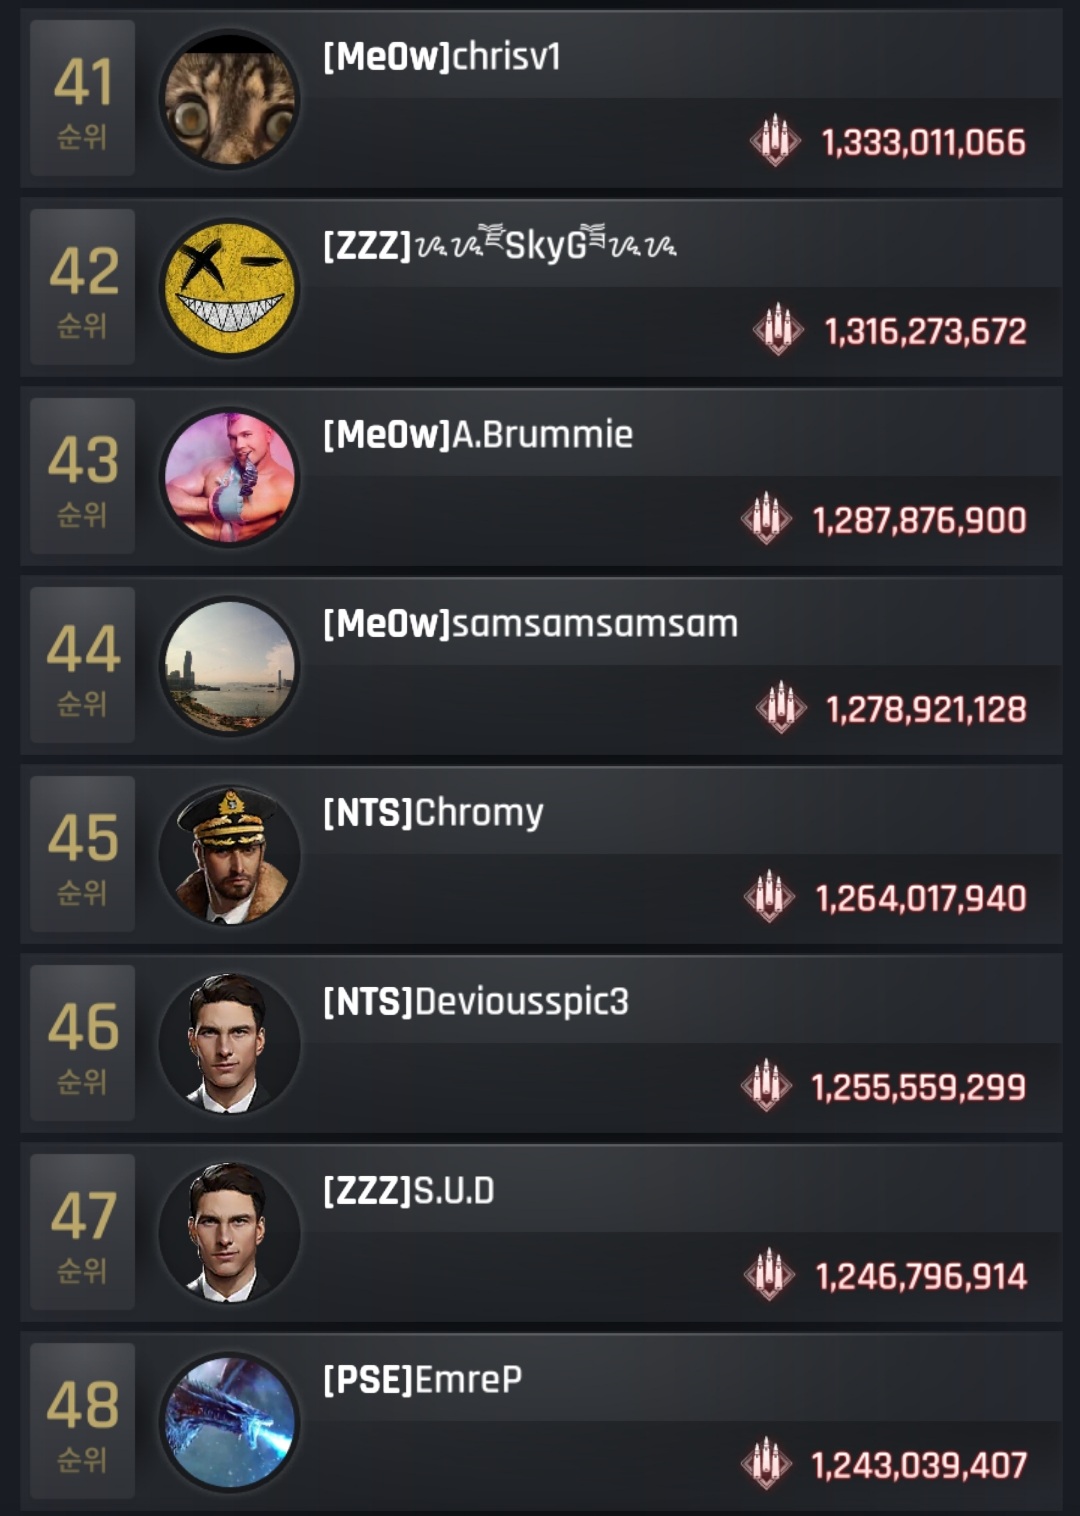 41
순위
[MeOw]chrisv1
1,333,011,066
42
순위
[ZZZ]SkyG
1,316,273,672
43
순위
[MeOw]A.Brummie
1,287,876,900
44
순위
[MeOw]samsamsamsam
1,278,921,128
45
순위
[NTS]Chromy
1,264,017,940
46
순위
[NTS]Deviousspic3
1,255,559,299
47
순위
[ZZZ]S.U.D
1,246,796,914
48
순위
[PSE]EmreP
1,243,039,407